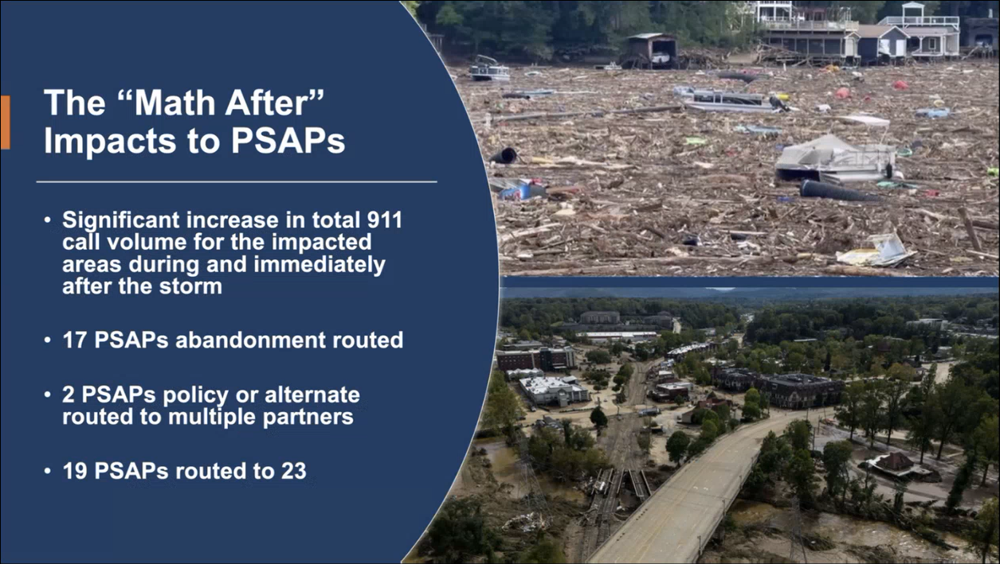 The “Math After”
Impacts to PSAPs
• Significant increase in total 911
call volume for the impacted
areas during and immediately
after the storm
• 17 PSAPs abandonment routed
• 2 PSAPs policy or alternate
routed to multiple partners
• 19 PSAPs routed to 23